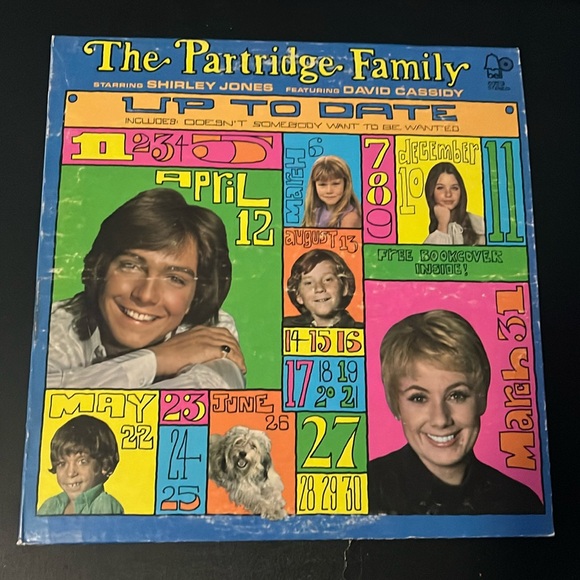 The Partridge Family
STARRING SHIRLEY JONES FEATURING DAVID CASSIDY
bell
UP TO DATE
INCLUDES: DOESN'T SOMEBODY WANT TO BE WANTED
1 2 3 4 5
MARCH 6
7
8
9
december
10
11
APRIL
12
AUGUST 13
FREE BOOKCOVER
INSIDE!
14 15 16
17 18 19
20 21
March 31
MAY
22
23
24
25
JUNE
26
27
28 29 30